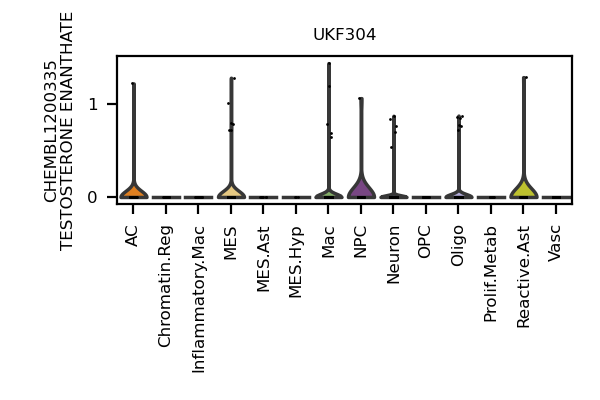 UKF304
CHEMBL1200335
TESTOSTERONE ENANTHATE
1
0
AC
Chromatin.Reg
Inflammatory.Mac
MES
MES.Ast
MES.Hyp
Mac
NPC
Neuron
OPC
Oligo
Prolif.Metab
Reactive.Ast
Vasc